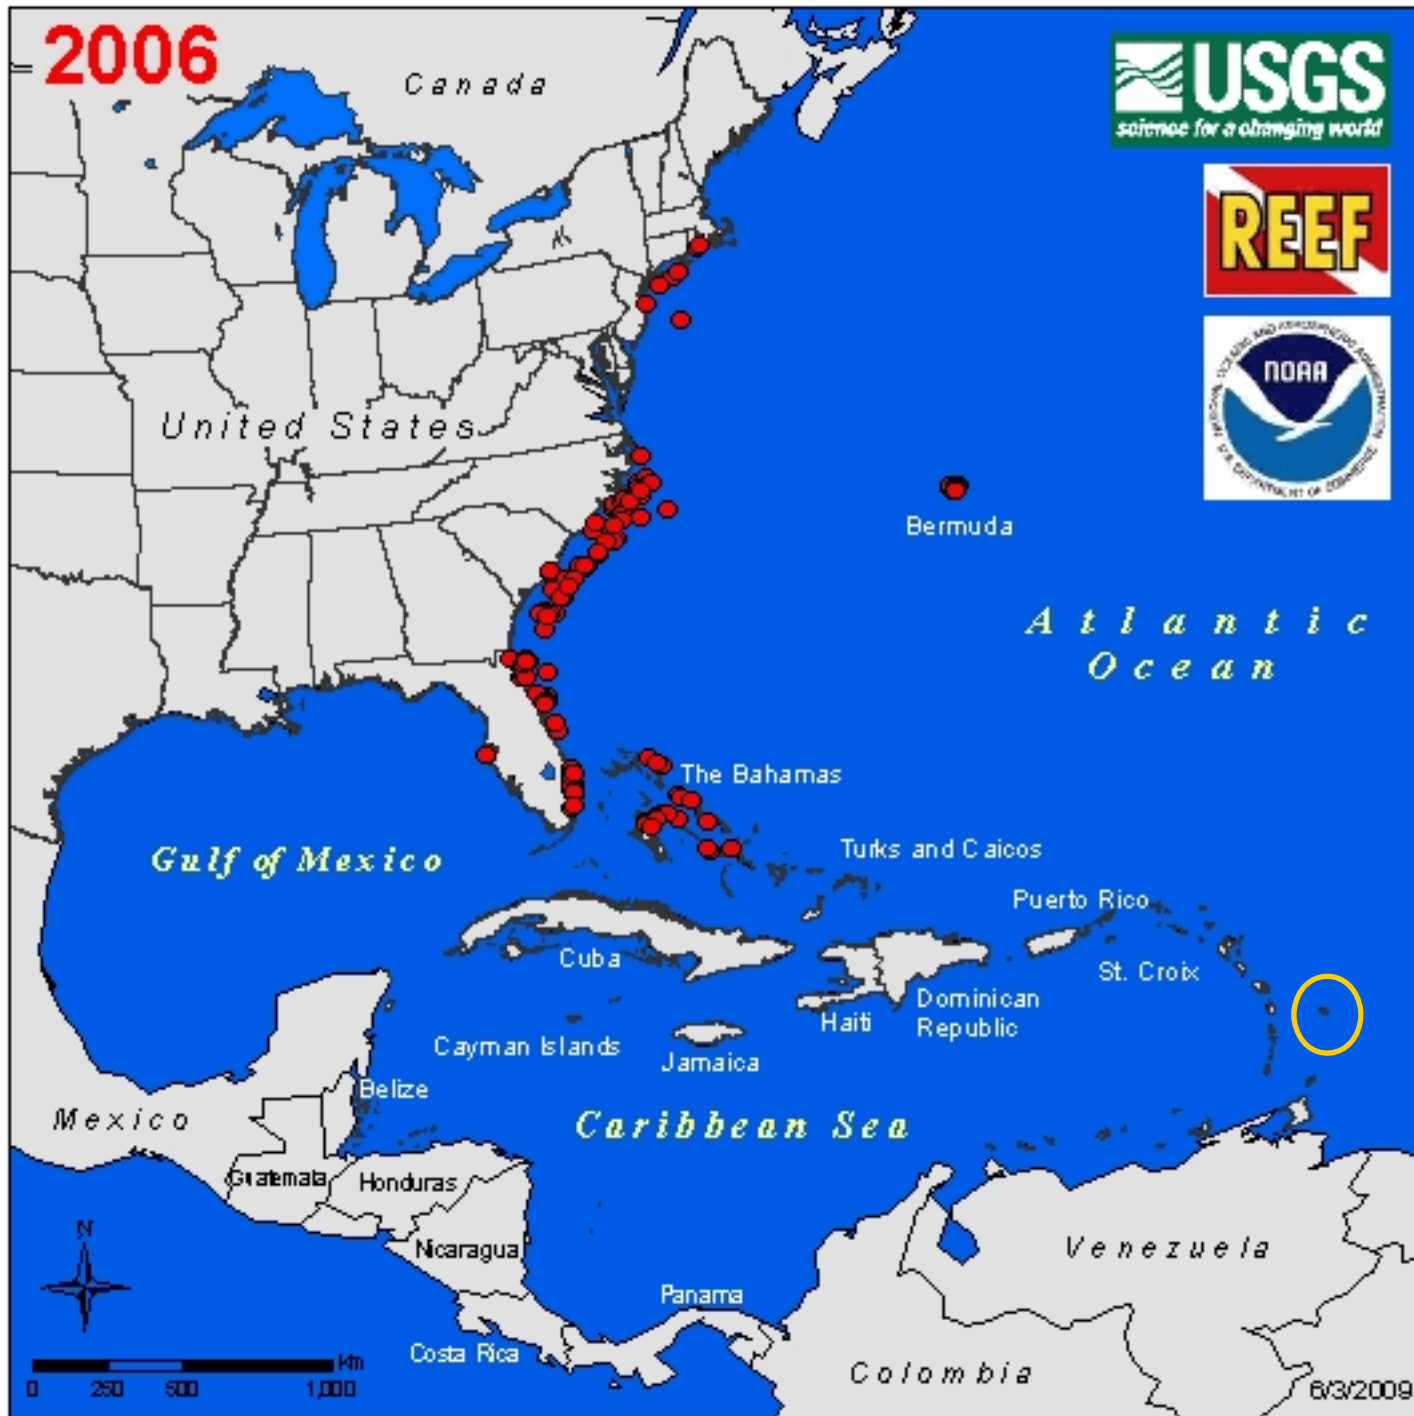 2006
Canada
USGS
science for a changing world
REEF
NOAA
United States
Bermuda
Atlantic
Ocean
The Bahamas
Gulf of Mexico
Turks and Caicos
Puerto Rico
Cuba
St. Croix
Haiti
Dominican
Republic
Cayman Islands
Jamaica
Belize
Mexico
Caribbean Sea
Guatemala
Honduras
Nicaragua
Venezuela
N
Panama
Costa Rica
Colombia
km
0 250 500 1,000
6/3/2009